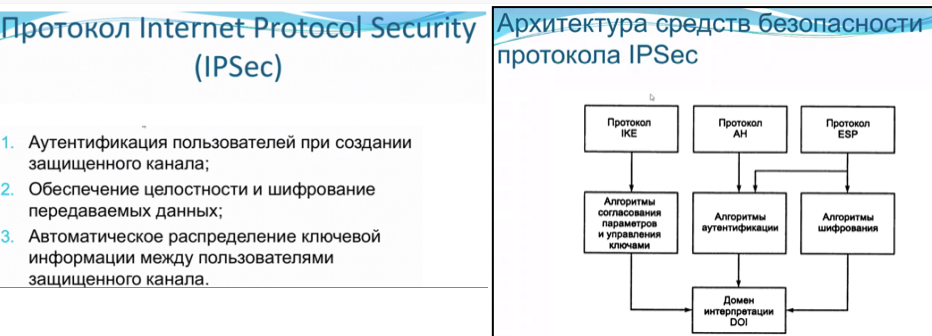 Протокол Internet Protocol Security
(IPSec)
1. Аутентификация пользователей при создании
защищенного канала;
2. Обеспечение целостности и шифрование
передаваемых данных;
3. Автоматическое распределение ключевой
информации между пользователями
защищенного канала.
Архитектура средств безопасности
протокола IPSec
Протокол
IKE
Протокол
AH
Протокол
ESP
Алгоритмы
согласования
параметров
и управления
ключами
Алгоритмы
аутентификации
Алгоритмы
шифрования
Домен
интерпретации
DOI